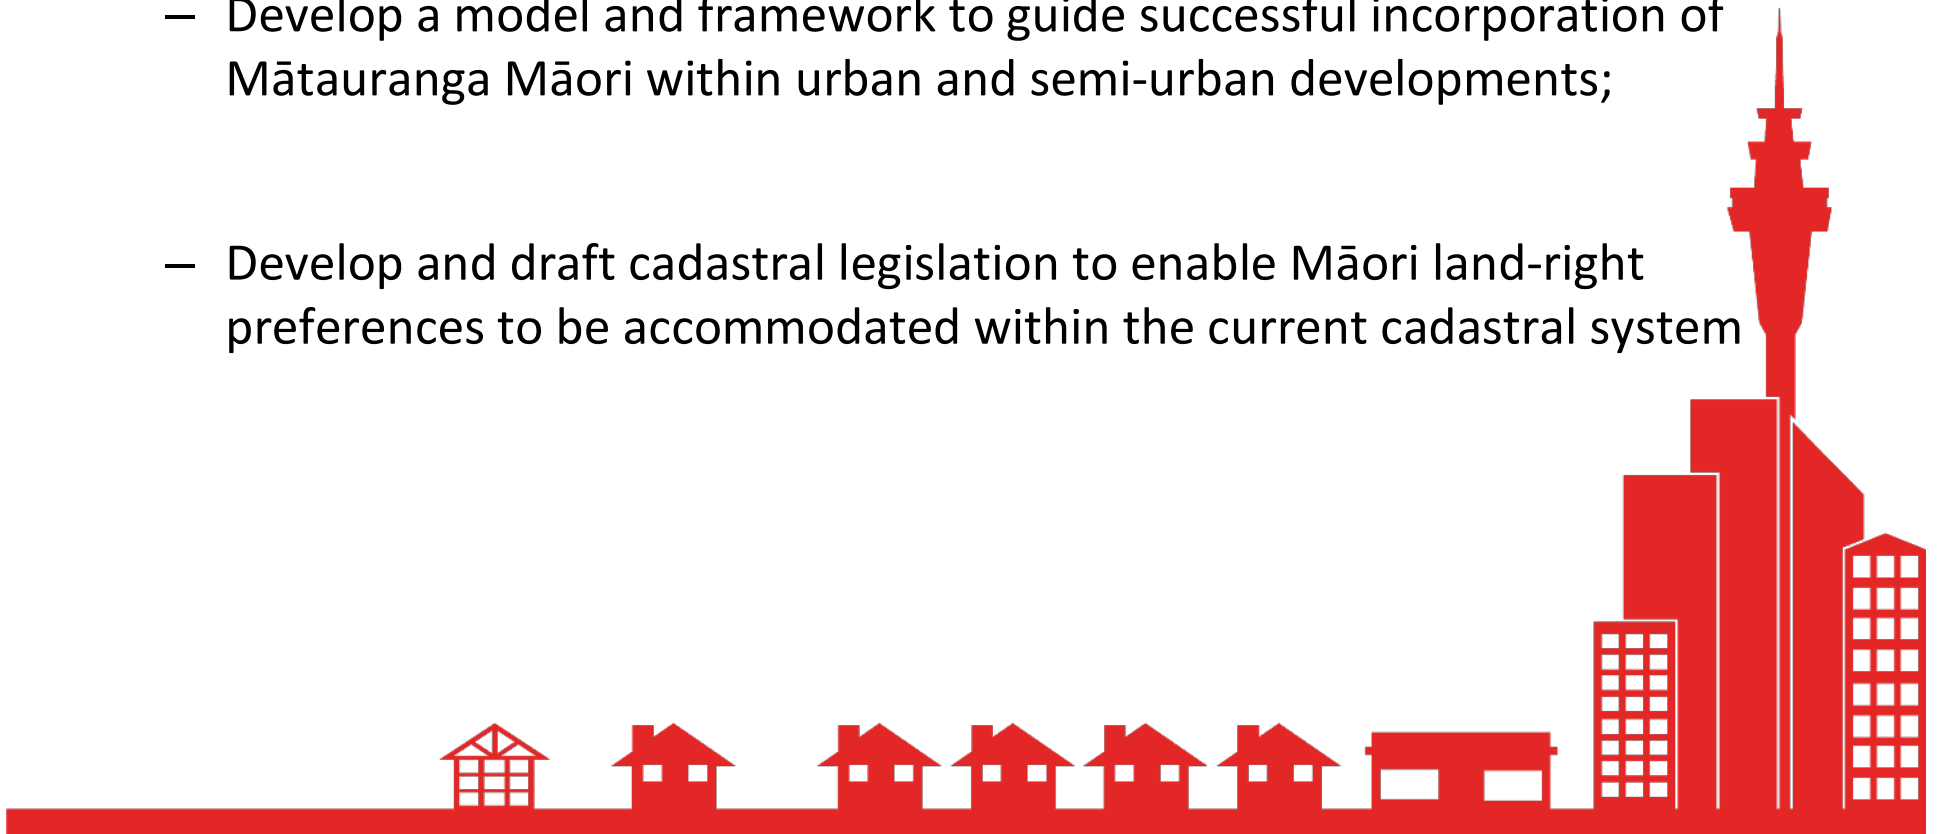 – Develop a model and framework to guide successful incorporation of
Mātauranga Māori within urban and semi-urban developments;
– Develop and draft cadastral legislation to enable Māori land-right
preferences to be accommodated within the current cadastral system